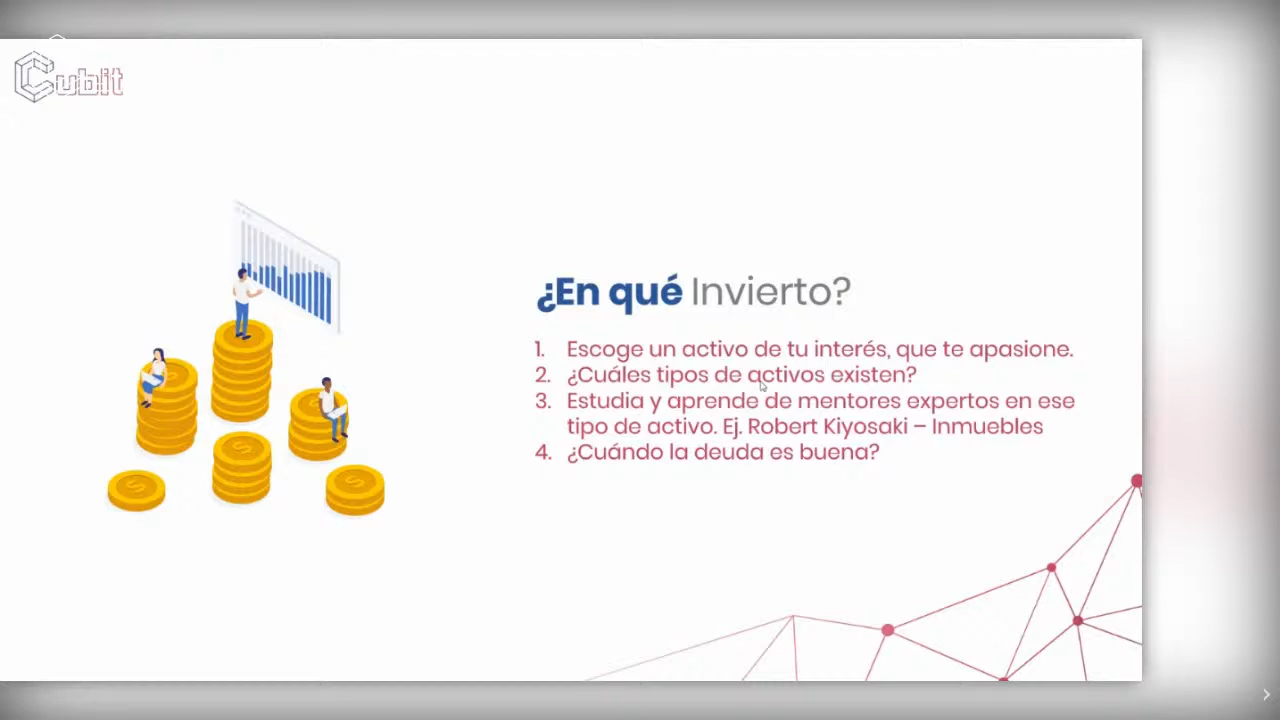 Cubit
¿En qué Invierto?
1. Escoge un activo de tu interés, que te apasione.
2. ¿Cuáles tipos de activos existen?
3. Estudia y aprende de mentores expertos en ese
tipo de activo. Ej. Robert Kiyosaki – Inmuebles
4. ¿Cuándo la deuda es buena?